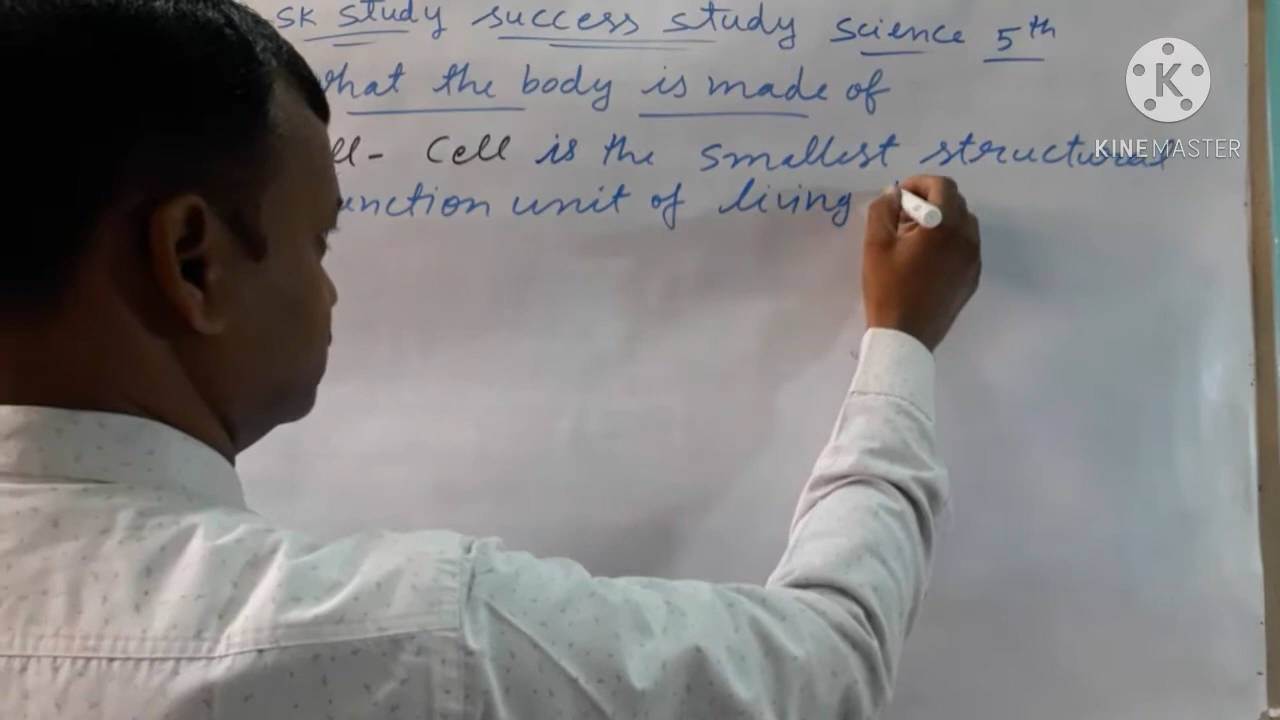 SK study success study science 5th
what the body is made of
ell - Cell is the smallest structural
unction unit of living
KINEMASTER